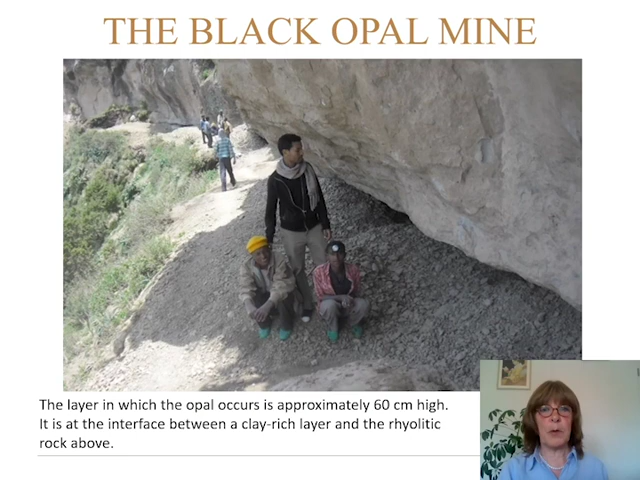 THE BLACK OPAL MINE
The layer in which the opal occurs is approximately 60 cm high.
It is at the interface between a clay-rich layer and the rhyolitic
rock above.